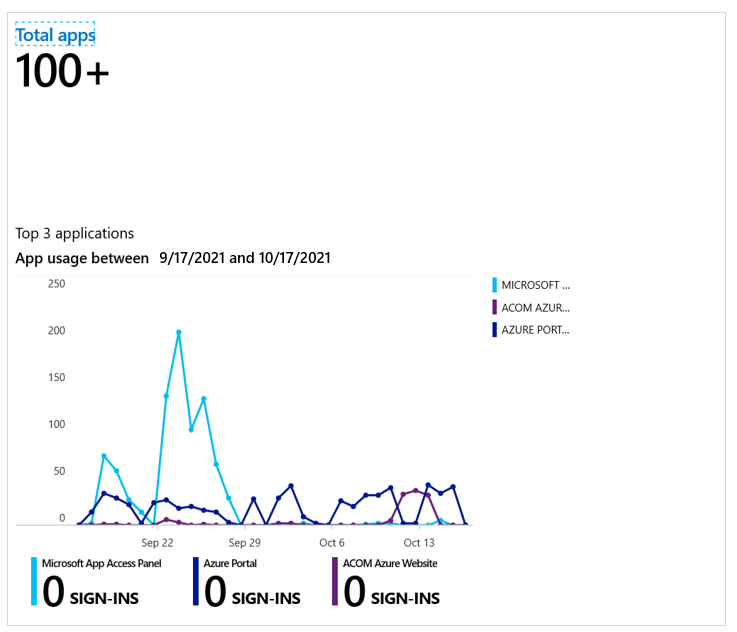 Total apps
100+
Top 3 applications
App usage between 9/17/2021 and 10/17/2021
250
200
150
100
50
0
Sep 22 Sep 29 Oct 6 Oct 13
MICROSOFT ...
ACOM AZUR...
AZURE PORT...
Microsoft App Access Panel
0 SIGN-INS
Azure Portal
0 SIGN-INS
ACOM Azure Website
0 SIGN-INS